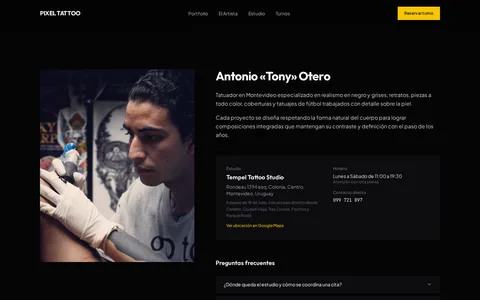 PIXEL TATTOO
Portfolio El Artista Estudio Turnos
Reservar turno
Antonio «Tony» Otero
Tatuador en Montevideo especializado en realismo en negro y grises, retratos, piezas a
todo color, coberturas y tatuajes de fútbol trabajados con detalle sobre la piel.
Cada proyecto se diseña respetando la forma natural del cuerpo para lograr
composiciones integradas que mantengan su contraste y definición con el paso de los
años.
Estudio
Tempel Tattoo Studio
Rondeau 1314 esq. Colonia, Centro,
Montevideo, Uruguay
Ver ubicación en Google Maps
Horario
Lunes a Sábado de 11:00 a 19:30
Contacto directo
099 721 897
Preguntas frecuentes
¿Dónde queda el estudio y cómo se coordina una cita?